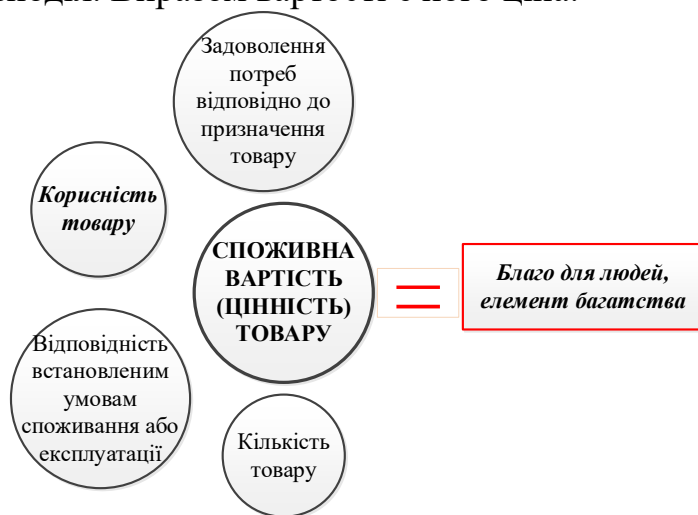 Задоволення
потреб
відповідно до
призначення
товару
Корисність
товару
СПОЖИВНА
ВАРТІСТЬ
(ЦІННІСТЬ)
ТОВАРУ
=
Благо для людей,
елемент багатства
Відповідність
встановленим
умовам
споживання або
експлуатації
Кількість
товару